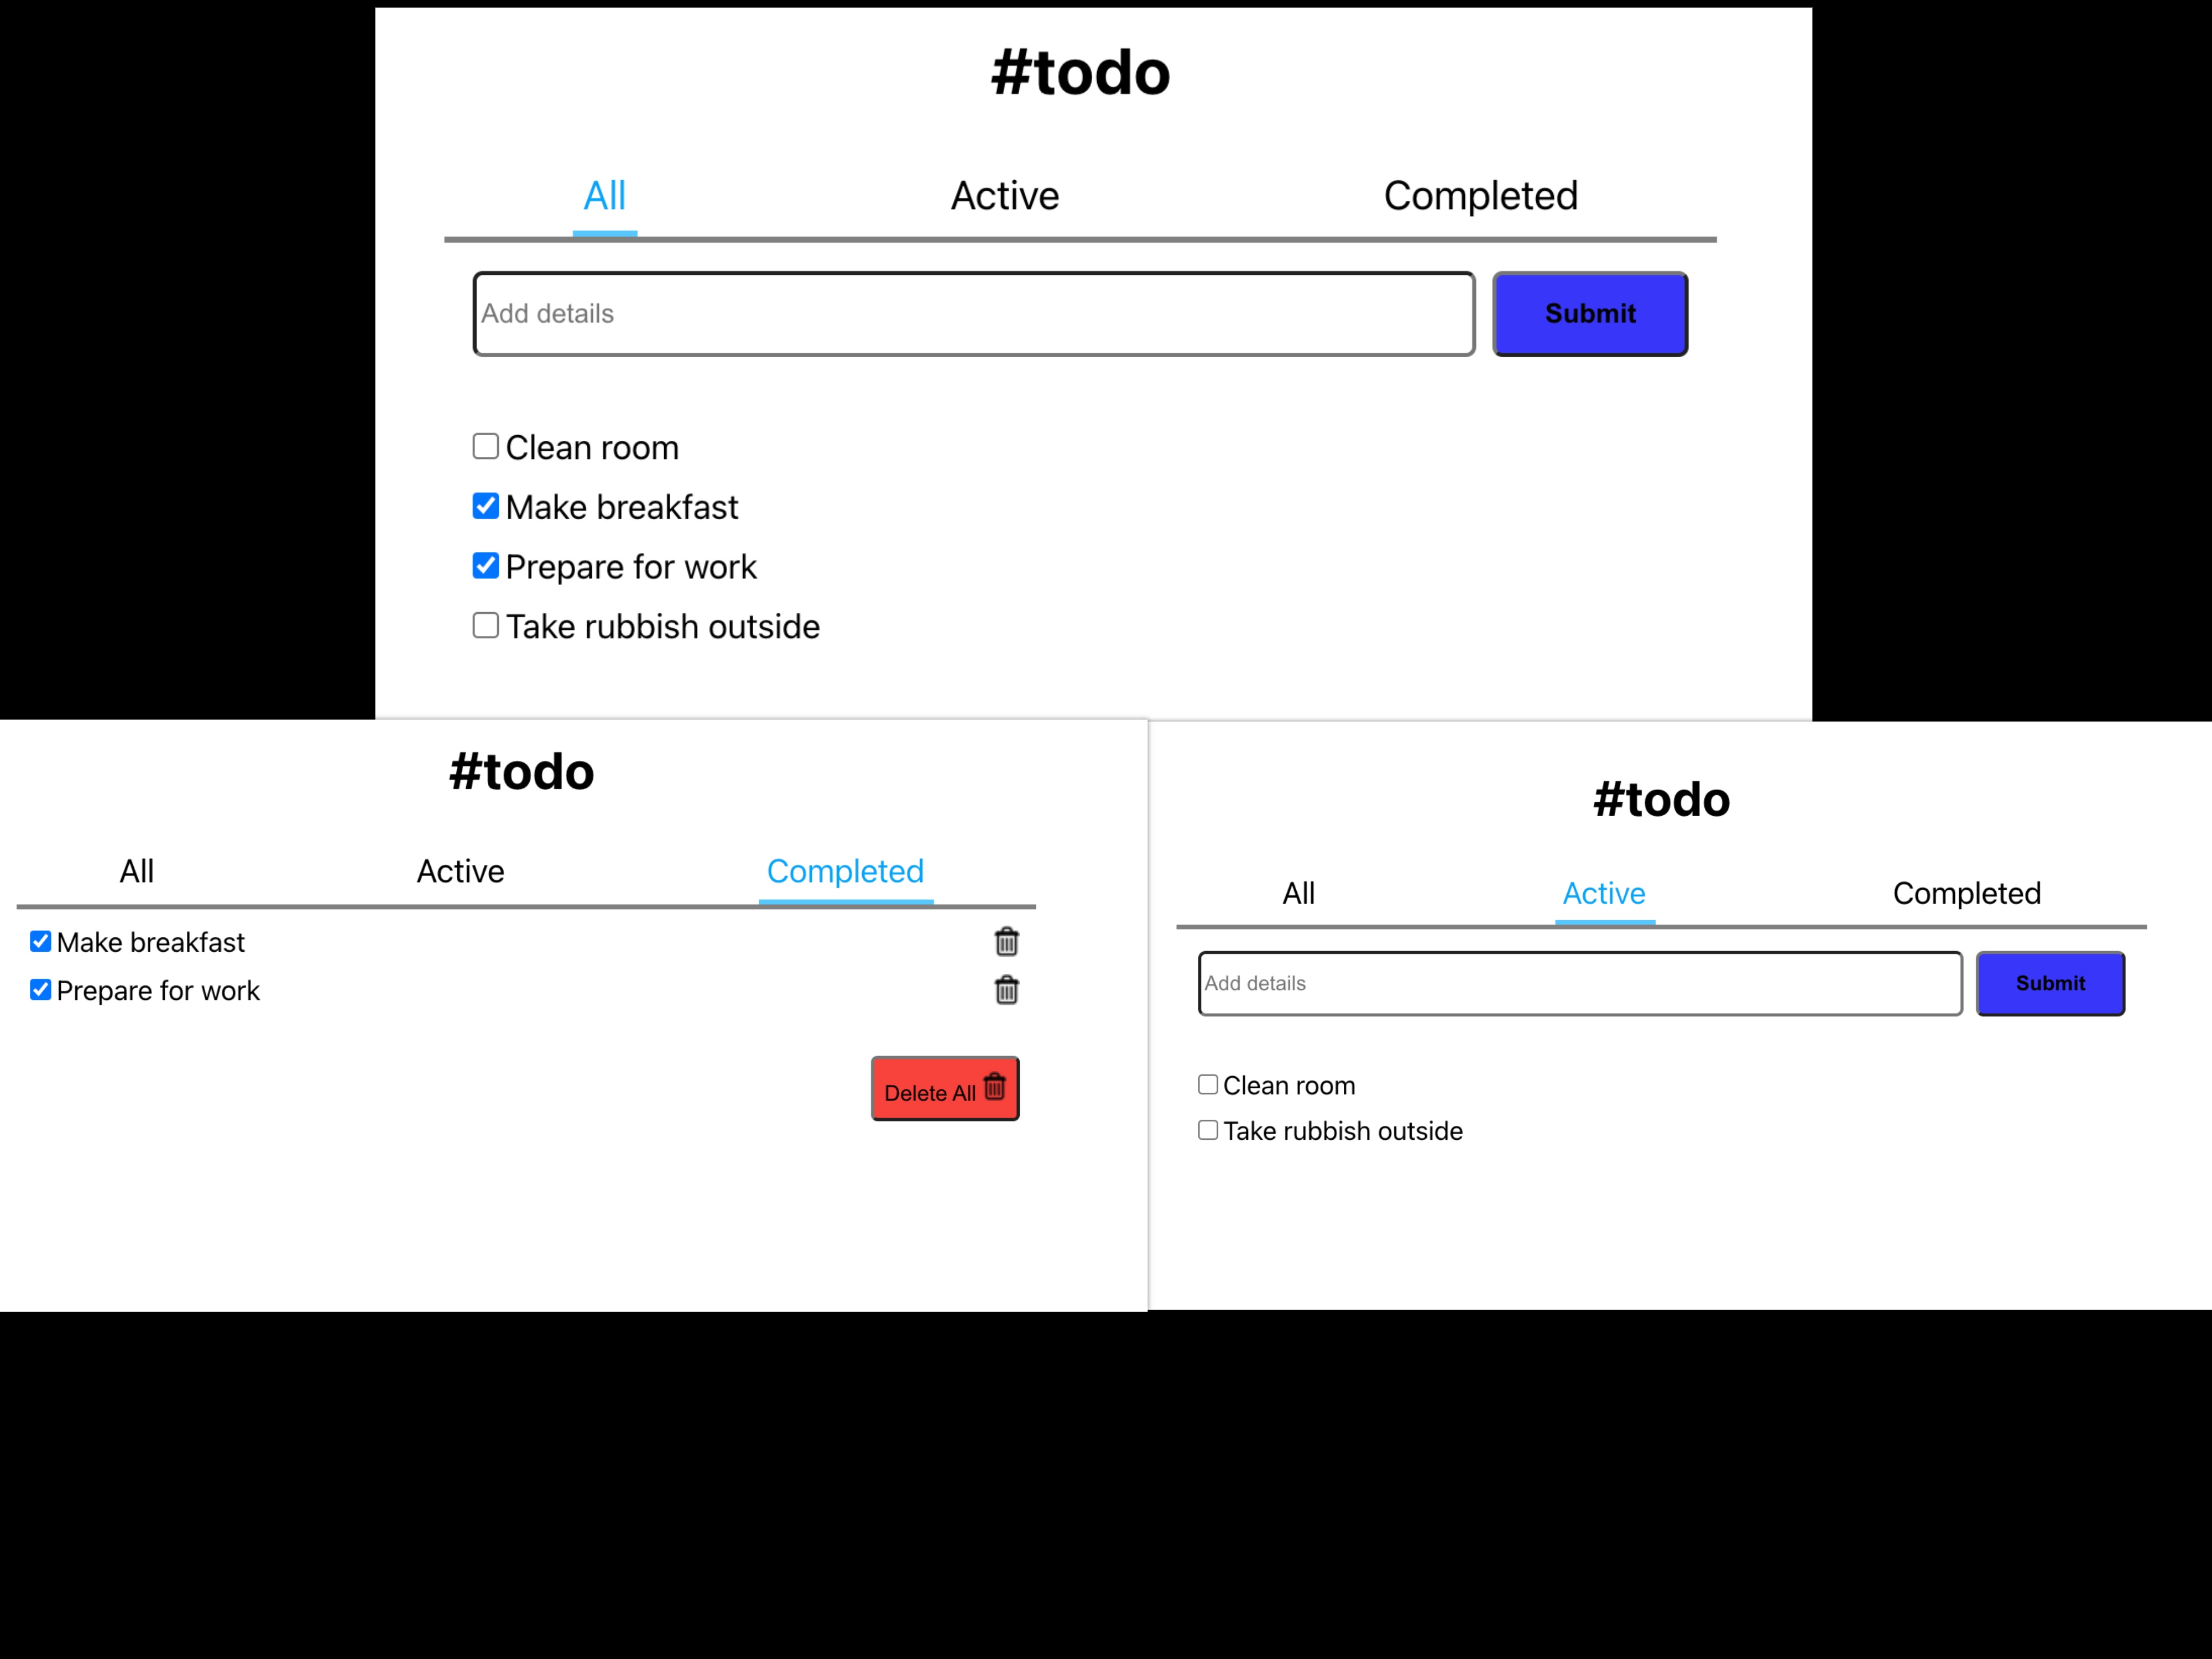 #todo
All Active Completed
Add details Submit
Clean room
Make breakfast
Prepare for work
Take rubbish outside
#todo
All Active Completed
Make breakfast
Prepare for work
Delete All
#todo
All Active Completed
Add details Submit
Clean room
Take rubbish outside